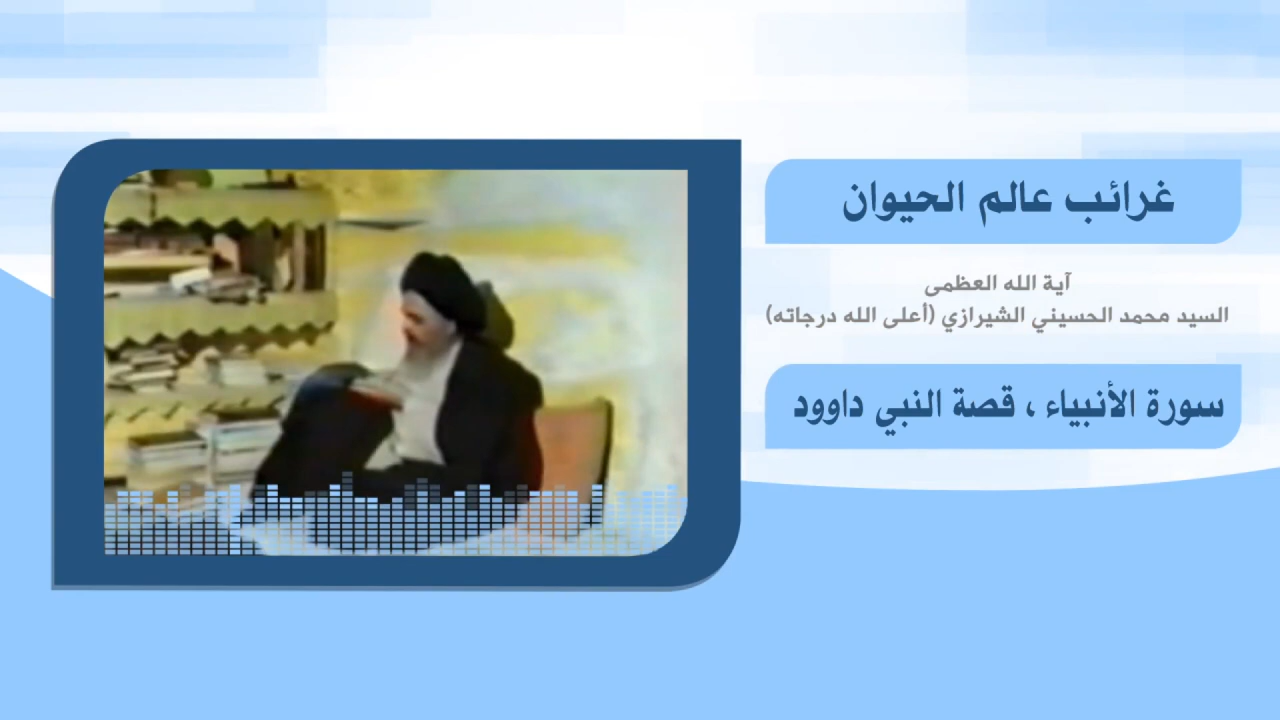 غرائب عالم الحيوان
آية الله العظمى
السيد محمد الحسيني الشيرازي (أعلى الله درجاته)
سورة الأنبياء ، قصة النبي داوود